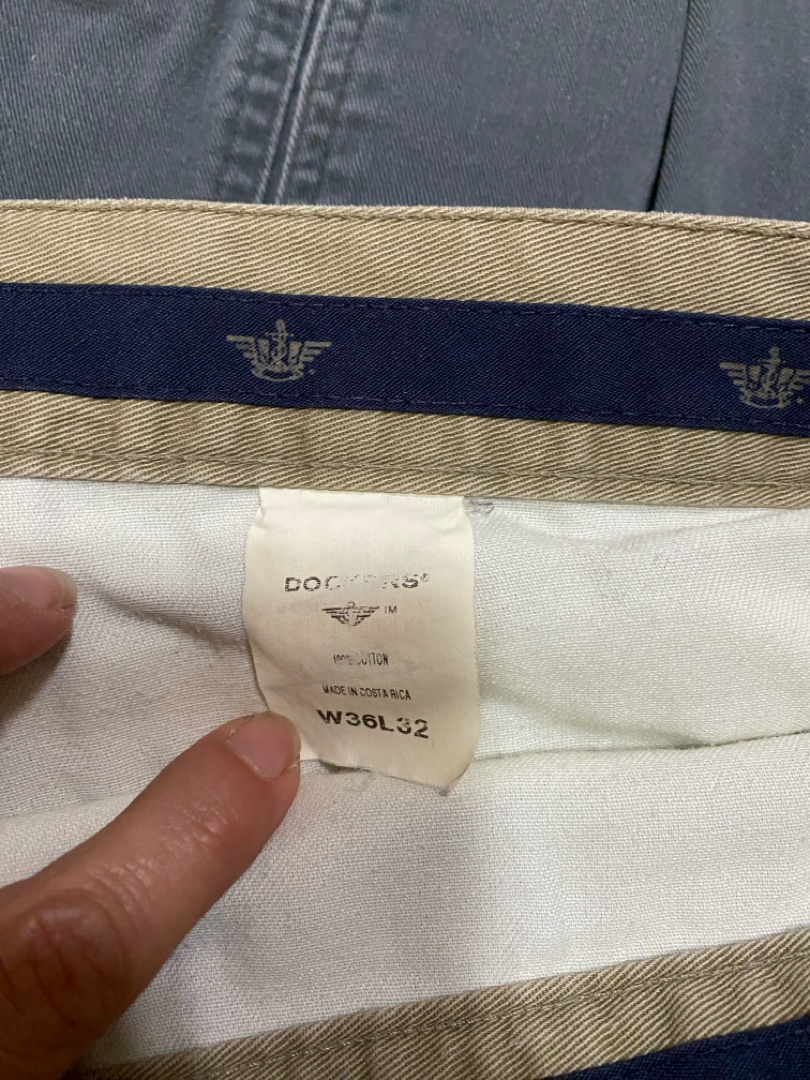 DOCKERS®
TM
100% COTTON
MADE IN COSTA RICA
W36L32